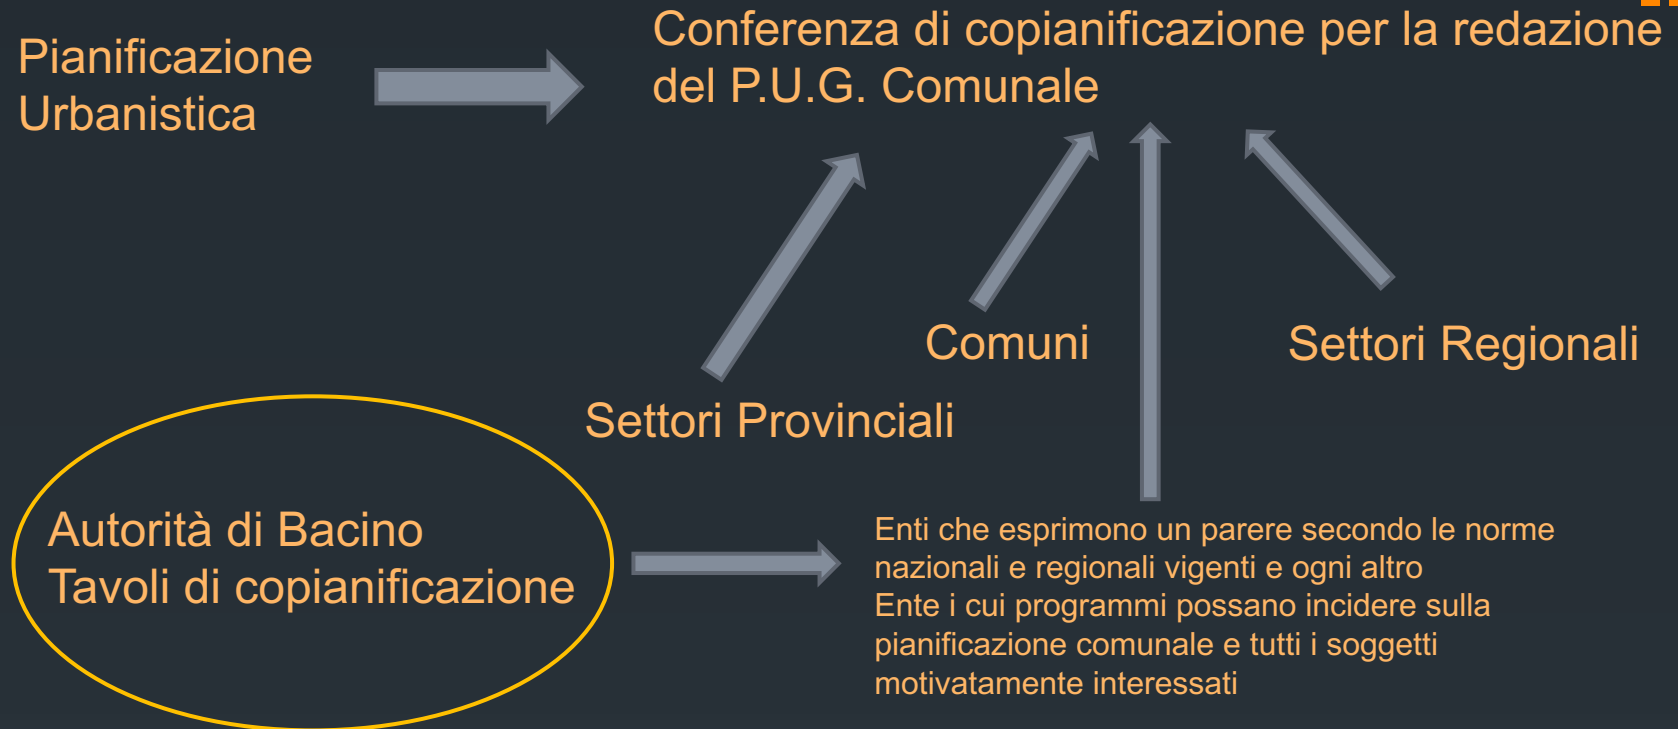 Pianificazione
Urbanistica
Conferenza di copianificazione per la redazione
del P.U.G. Comunale
Comuni
Settori Regionali
Settori Provinciali
Autorità di Bacino
Tavoli di copianificazione
Enti che esprimono un parere secondo le norme
nazionali e regionali vigenti e ogni altro
Ente i cui programmi possano incidere sulla
pianificazione comunale e tutti i soggetti
motivatamente interessati